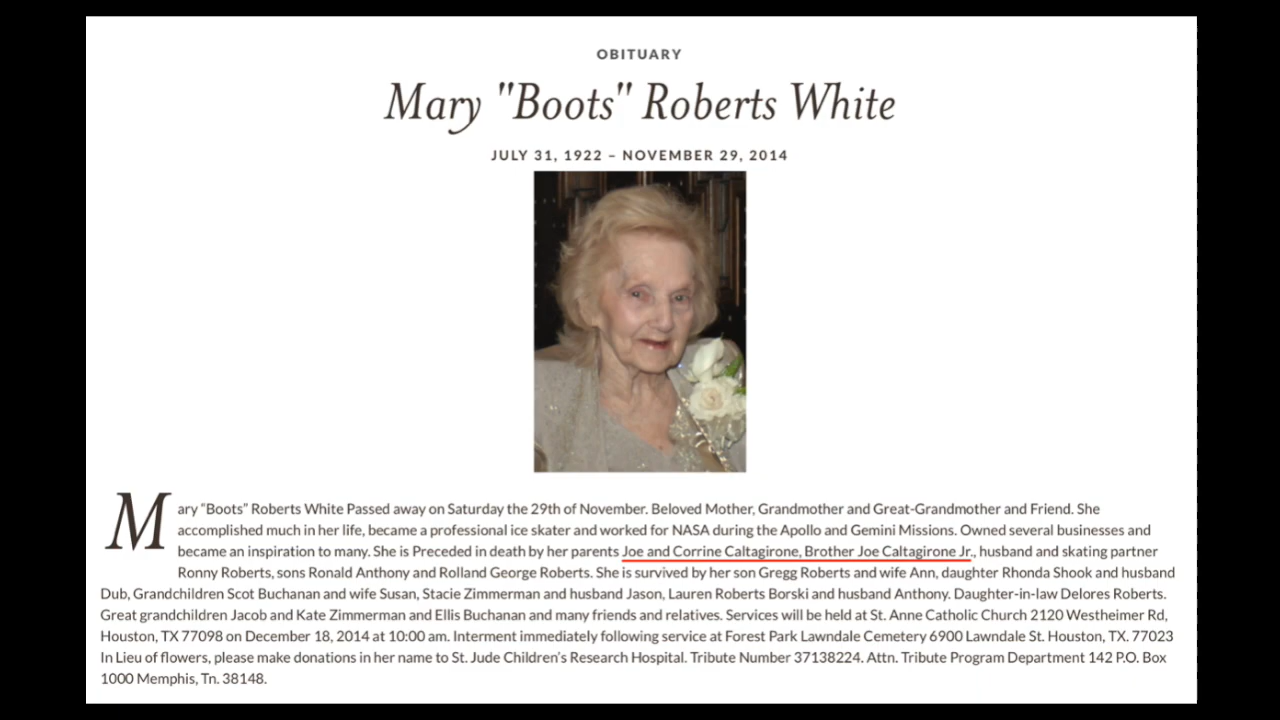 OBITUARY
Mary "Boots" Roberts White
JULY 31, 1922 – NOVEMBER 29, 2014
Mary “Boots” Roberts White Passed away on Saturday the 29th of November. Beloved Mother, Grandmother and Great-Grandmother and Friend. She
accomplished much in her life, became a professional ice skater and worked for NASA during the Apollo and Gemini Missions. Owned several businesses and
became an inspiration to many. She is Preceded in death by her parents Joe and Corrine Caltagirone, Brother Joe Caltagirone Jr., husband and skating partner
Ronny Roberts, sons Ronald Anthony and Rolland George Roberts. She is survived by her son Gregg Roberts and wife Ann, daughter Rhonda Shook and husband
Dub, Grandchildren Scot Buchanan and wife Susan, Stacie Zimmerman and husband Jason, Lauren Roberts Borski and husband Anthony. Daughter-in-law Delores Roberts.
Great grandchildren Jacob and Kate Zimmerman and Ellis Buchanan and many friends and relatives. Services will be held at St. Anne Catholic Church 2120 Westheimer Rd,
Houston, TX 77098 on December 18, 2014 at 10:00 am. Interment immediately following service at Forest Park Lawndale Cemetery 6900 Lawndale St. Houston, TX. 77023
In Lieu of flowers, please make donations in her name to St. Jude Children’s Research Hospital. Tribute Number 37138224. Attn. Tribute Program Department 142 P.O. Box
1000 Memphis, Tn. 38148.